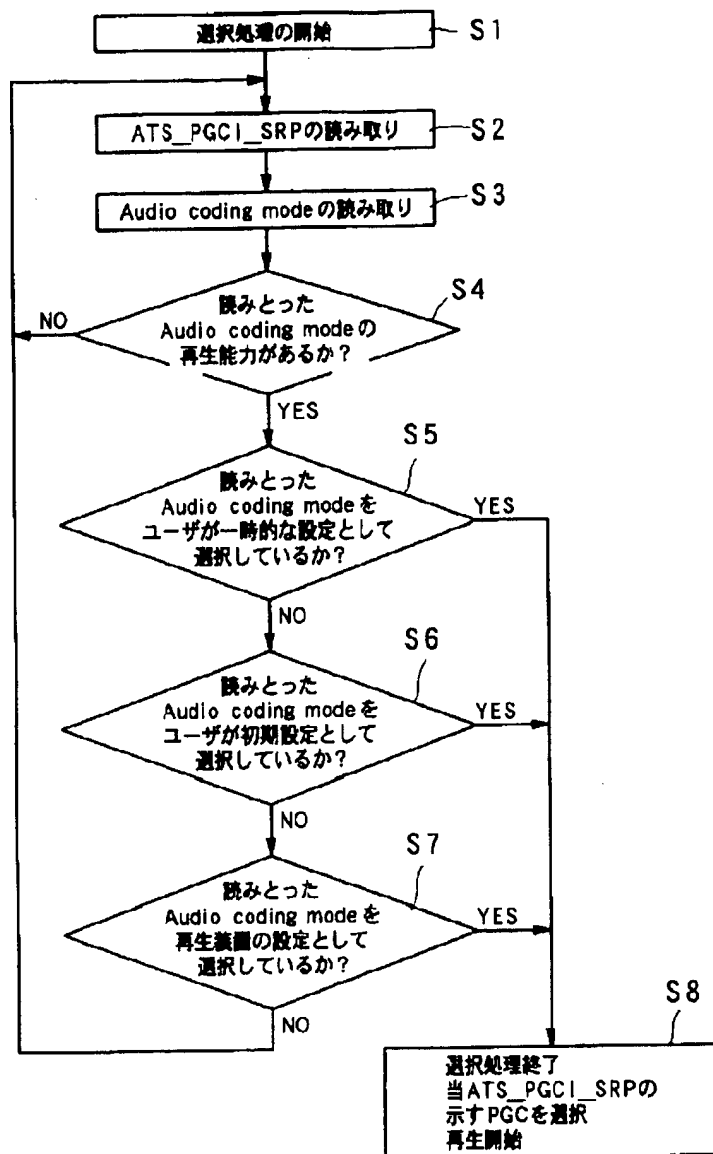 選択処理の開始
S1
ATS_PGCI_SRPの読み取り
S2
Audio coding modeの読み取り
S3
読みとった
Audio coding modeの
再生能力があるか？
S4
NO
YES
読みとった
Audio coding modeを
ユーザが一時的な設定として
選択しているか？
S5
YES
NO
読みとった
Audio coding modeを
ユーザが初期設定として
選択しているか？
S6
YES
NO
読みとった
Audio coding modeを
再生装置の設定として
選択しているか？
S7
YES
NO
S8
選択処理終了
当ATS_PGCI_SRPの
示すPGCを選択
再生開始